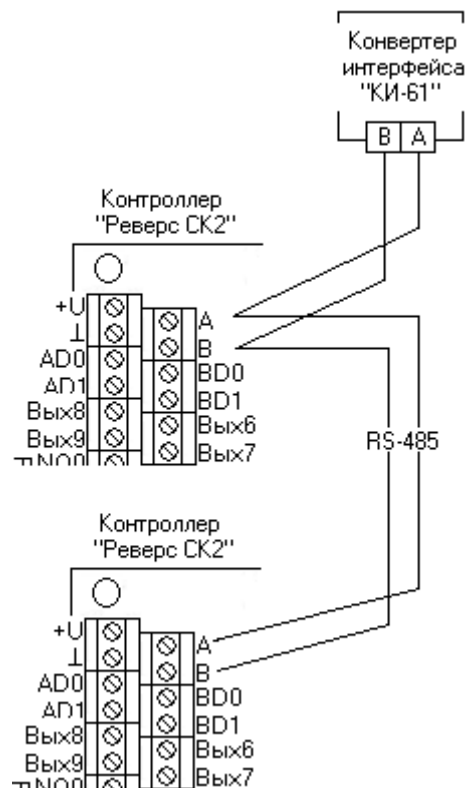 Конвертер
интерфейса
"КИ-61"
B A
Контроллер
"Реверс СК2"
+U
⊥
AD0
AD1
Вых8
Вых9
A
B
BD0
BD1
Вых6
Вых7
RS-485
Контроллер
"Реверс СК2"
+U
⊥
AD0
AD1
Вых8
Вых9
A
B
BD0
BD1
Вых6
Вых7